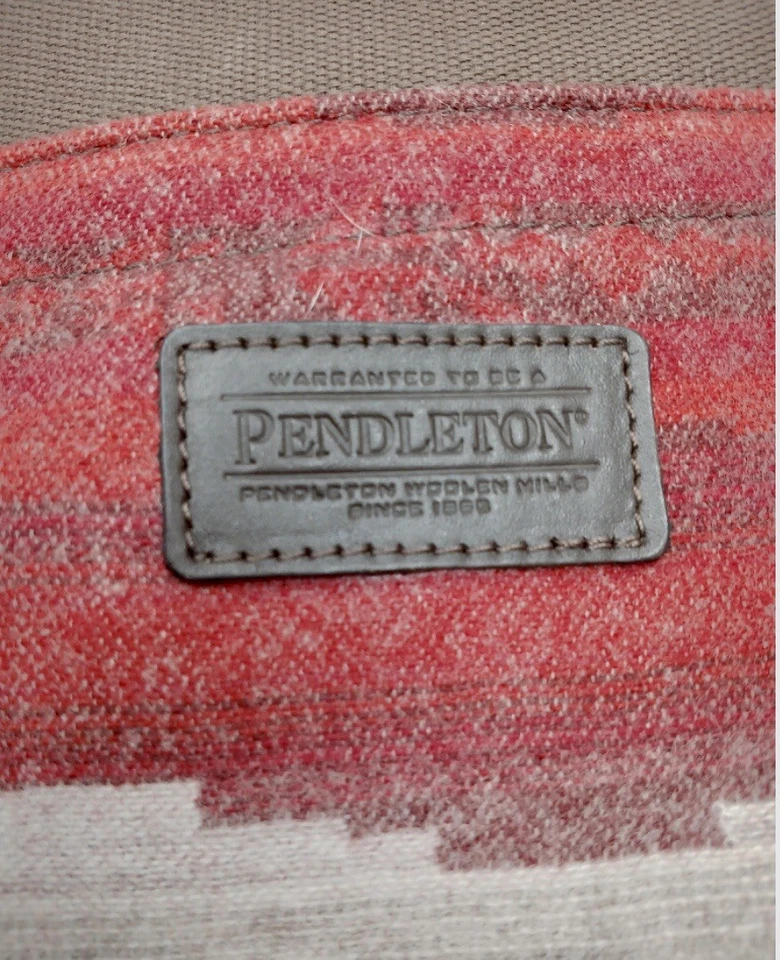 WARRANTED TO BE A
PENDLETON®
PENDLETON WOOLEN MILLS
SINCE 1863